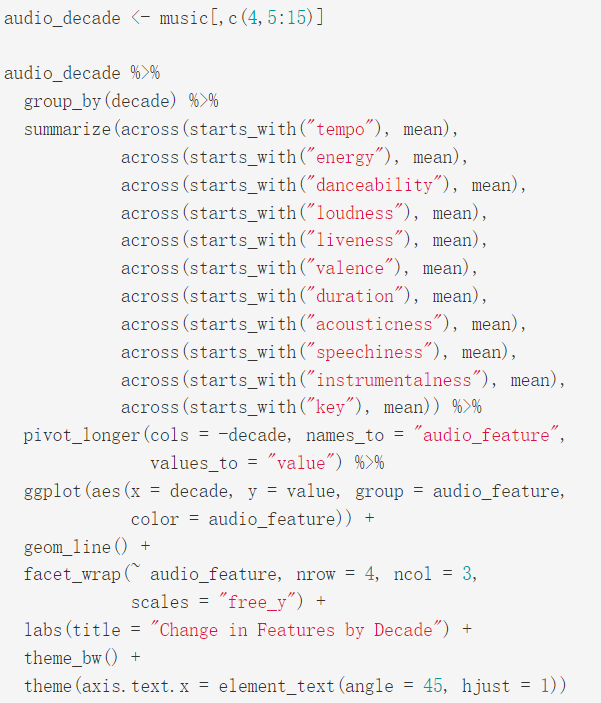 audio_decade <- music[,c(4,5:15)]

audio_decade %>%
  group_by(decade) %>%
  summarize(across(starts_with("tempo"), mean),
            across(starts_with("energy"), mean),
            across(starts_with("danceability"), mean),
            across(starts_with("loudness"), mean),
            across(starts_with("liveness"), mean),
            across(starts_with("valence"), mean),
            across(starts_with("duration"), mean),
            across(starts_with("acousticness"), mean),
            across(starts_with("speechiness"), mean),
            across(starts_with("instrumentalness"), mean),
            across(starts_with("key"), mean)) %>%
  pivot_longer(cols = -decade, names_to = "audio_feature",
               values_to = "value") %>%
  ggplot(aes(x = decade, y = value, group = audio_feature,
             color = audio_feature)) +
  geom_line() +
  facet_wrap(~ audio_feature, nrow = 4, ncol = 3,
             scales = "free_y") +
  labs(title = "Change in Features by Decade") +
  theme_bw() +
  theme(axis.text.x = element_text(angle = 45, hjust = 1))